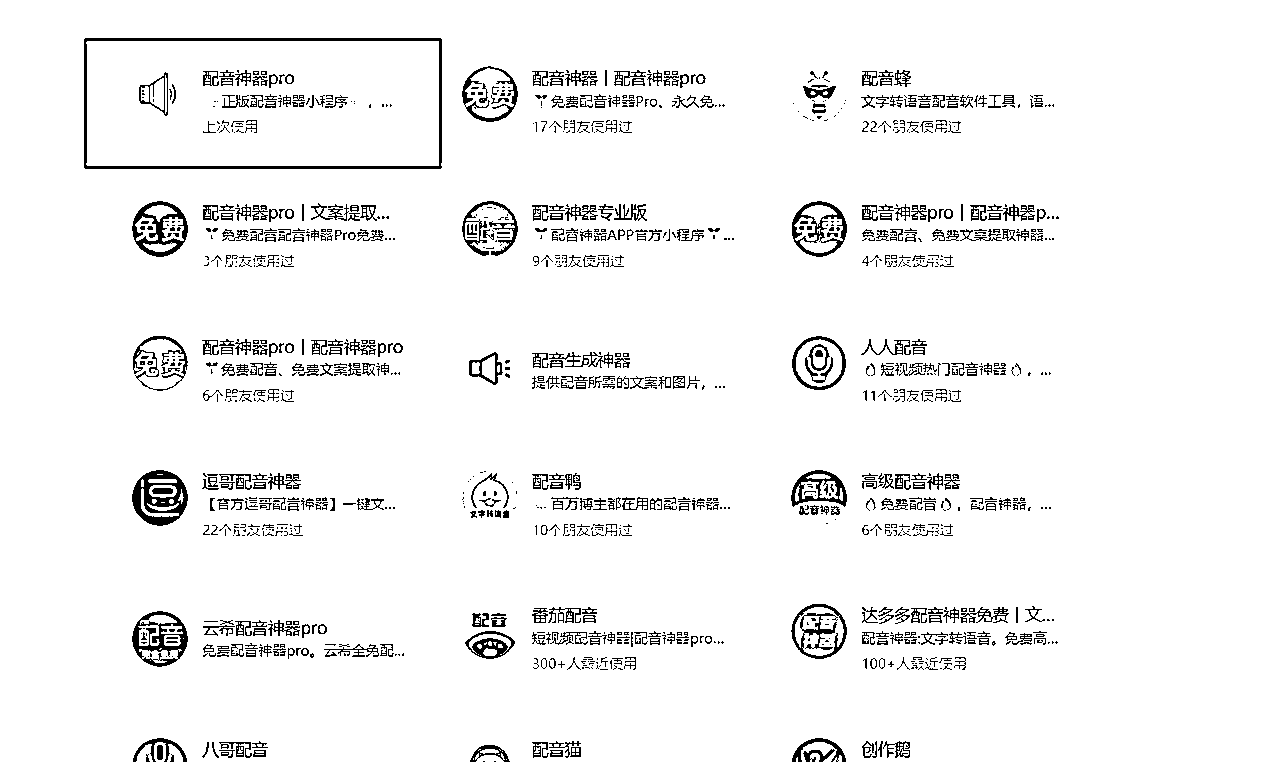 配音神器pro
正版配音神器小程序 ，...
上次使用
免费
配音神器丨配音神器pro
免费配音神器Pro、永久免...
17个朋友使用过
配音蜂
文字转语音配音软件工具，语...
22个朋友使用过
免费
配音神器pro丨文案提取...
免费配音配音神器Pro免费...
3个朋友使用过
配音
配音神器专业版
配音神器APP官方小程序 ...
9个朋友使用过
免费
配音神器pro丨配音神器p...
免费配音、免费文案提取神器...
4个朋友使用过
免费
配音神器pro丨配音神器pro
免费配音、免费文案提取神...
6个朋友使用过
配音生成神器
提供配音所需的文案和图片，...
人人配音
短视频热门配音神器 ，...
11个朋友使用过
逗
逗哥配音神器
【官方逗哥配音神器】一键文...
22个朋友使用过
文字转语音
配音鸭
百万博主都在用的配音神器...
10个朋友使用过
高级
配音神器
高级配音神器
免费配音 ，配音神器，...
6个朋友使用过
配音
云希配音神器pro
免费配音神器pro。云希全免配...
配音
番茄配音
短视频配音神器|配音神器pro...
300+人最近使用
配音
神器
达多多配音神器免费丨文...
配音神器:文字转语音。免费高...
100+人最近使用
八哥配音
配音猫
创作鹅